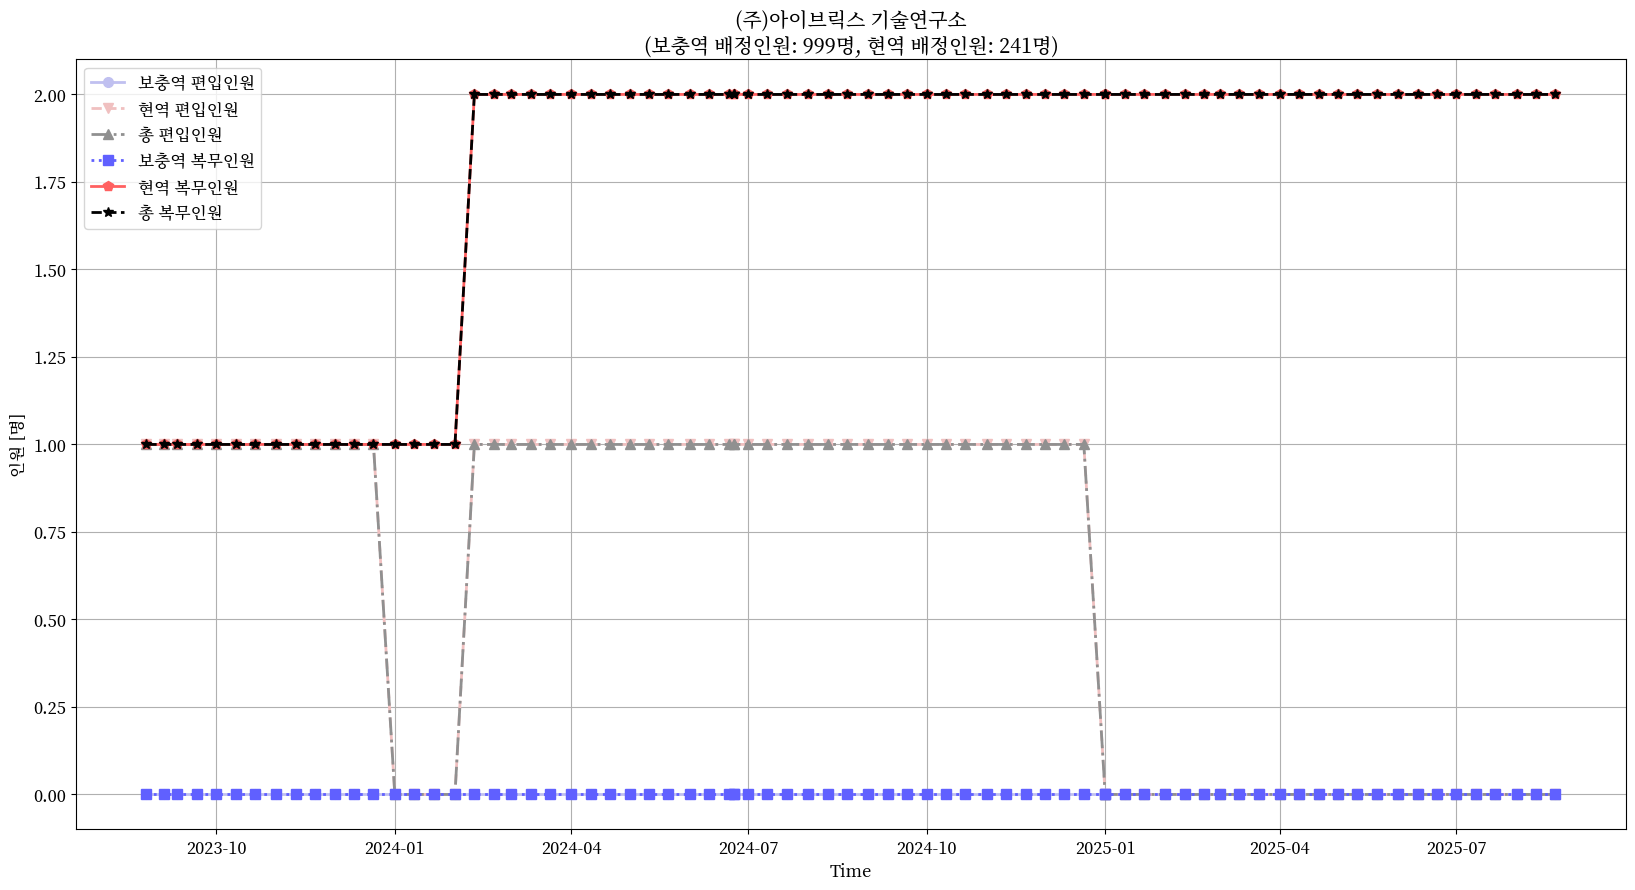 (주)아이브릭스 기술연구소
(보충역 배정인원: 999명, 현역 배정인원: 241명)
보충역 편입인원
현역 편입인원
총 편입인원
보충역 복무인원
현역 복무인원
총 복무인원
2.00
1.75
1.50
1.25
1.00
0.75
0.50
0.25
0.00
인원 [명]
2023-10
2024-01
2024-04
2024-07
2024-10
2025-01
2025-04
2025-07
Time